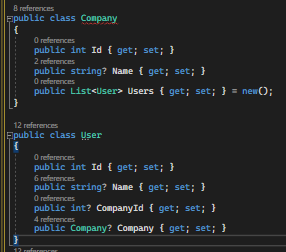 8 references
public class Company
{
0 references
public int Id { get; set; }
2 references
public string? Name { get; set; }
0 references
public List<User> Users { get; set; } = new();
}
12 references
public class User
{
0 references
public int Id { get; set; }
6 references
public string? Name { get; set; }
0 references
public int? CompanyId { get; set; }
4 references
public Company? Company { get; set; }
}
12 references